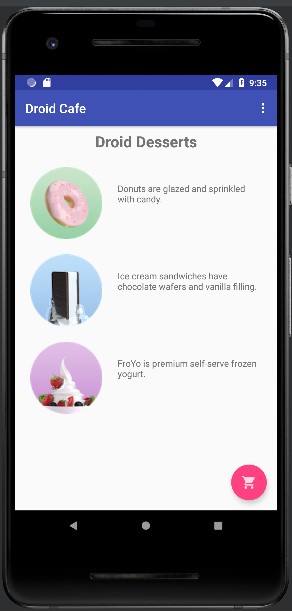 9:35
Droid Cafe
Droid Desserts
Donuts are glazed and sprinkled
with candy.
Ice cream sandwiches have
chocolate wafers and vanilla filling.
FroYo is premium self-serve frozen
yogurt.